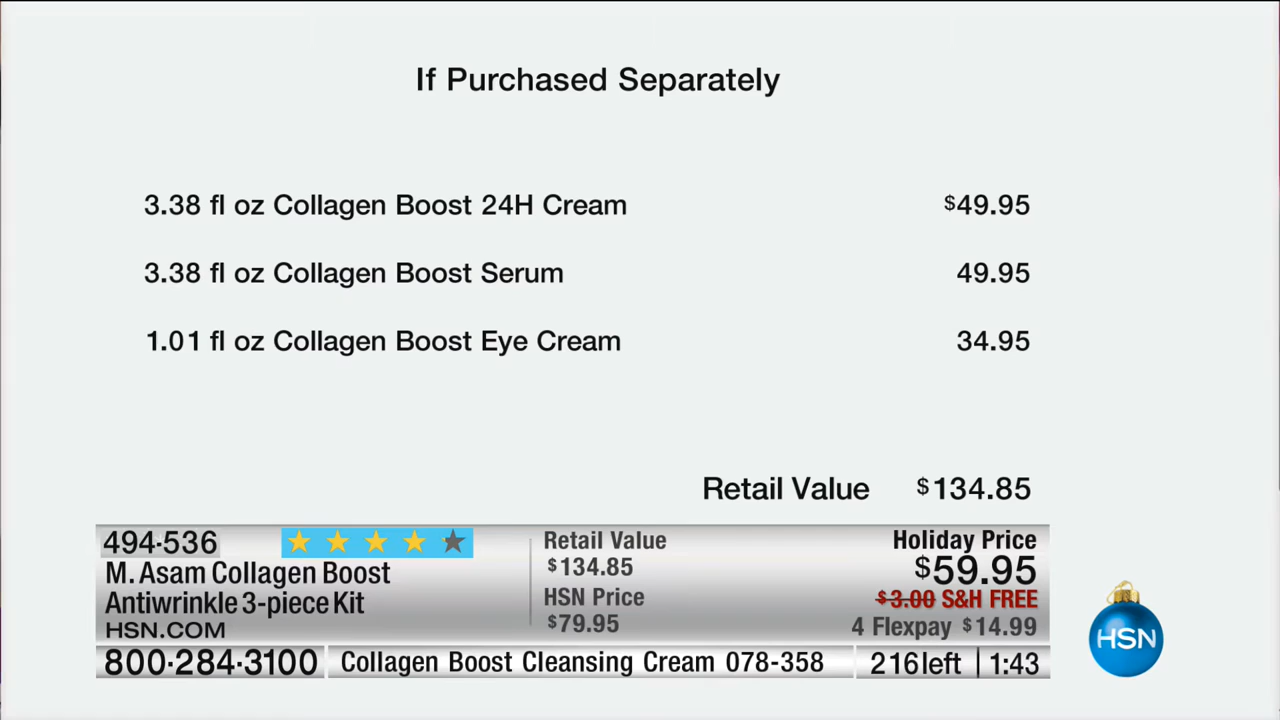 If Purchased Separately
3.38 fl oz Collagen Boost 24H Cream $49.95
3.38 fl oz Collagen Boost Serum 49.95
1.01 fl oz Collagen Boost Eye Cream 34.95
Retail Value $134.85
494·536
M. Asam Collagen Boost
Antiwrinkle 3-piece Kit
HSN.COM
Retail Value
$134.85
HSN Price
$79.95
Holiday Price
$59.95
$3.00 S&H FREE
4 Flexpay $14.99
800·284·3100 Collagen Boost Cleansing Cream 078-358 216 left 1:43
HSN